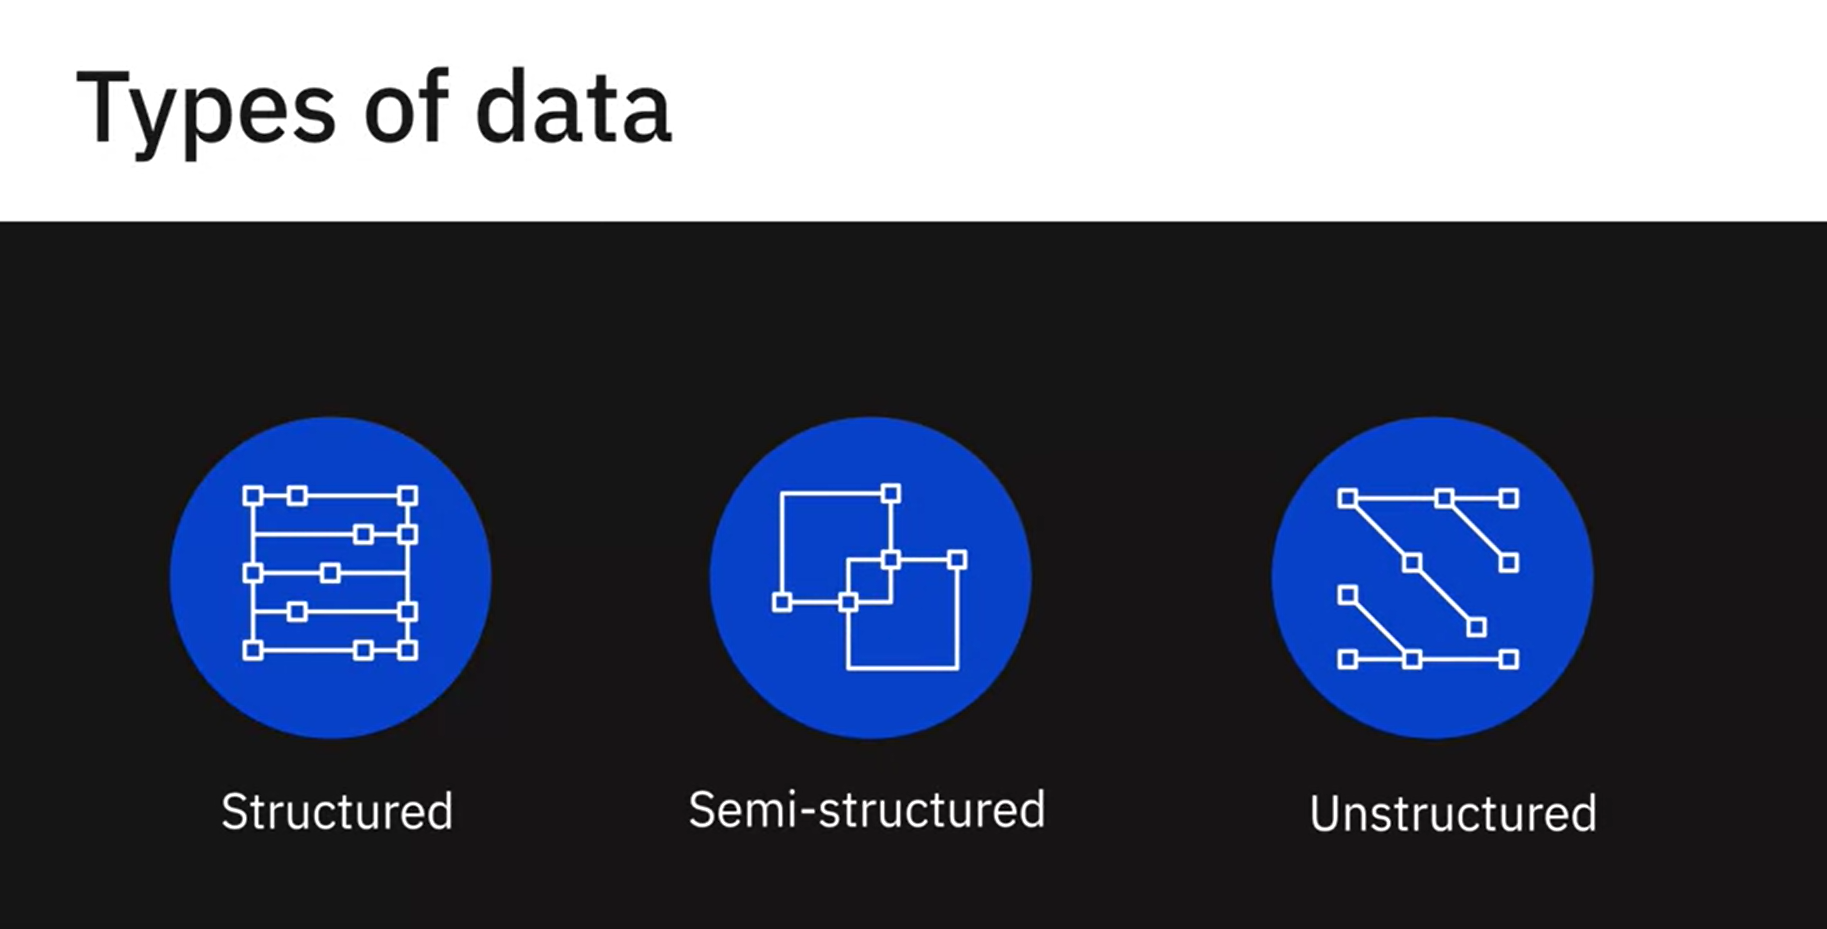 Types of data
Structured
Semi-structured
Unstructured